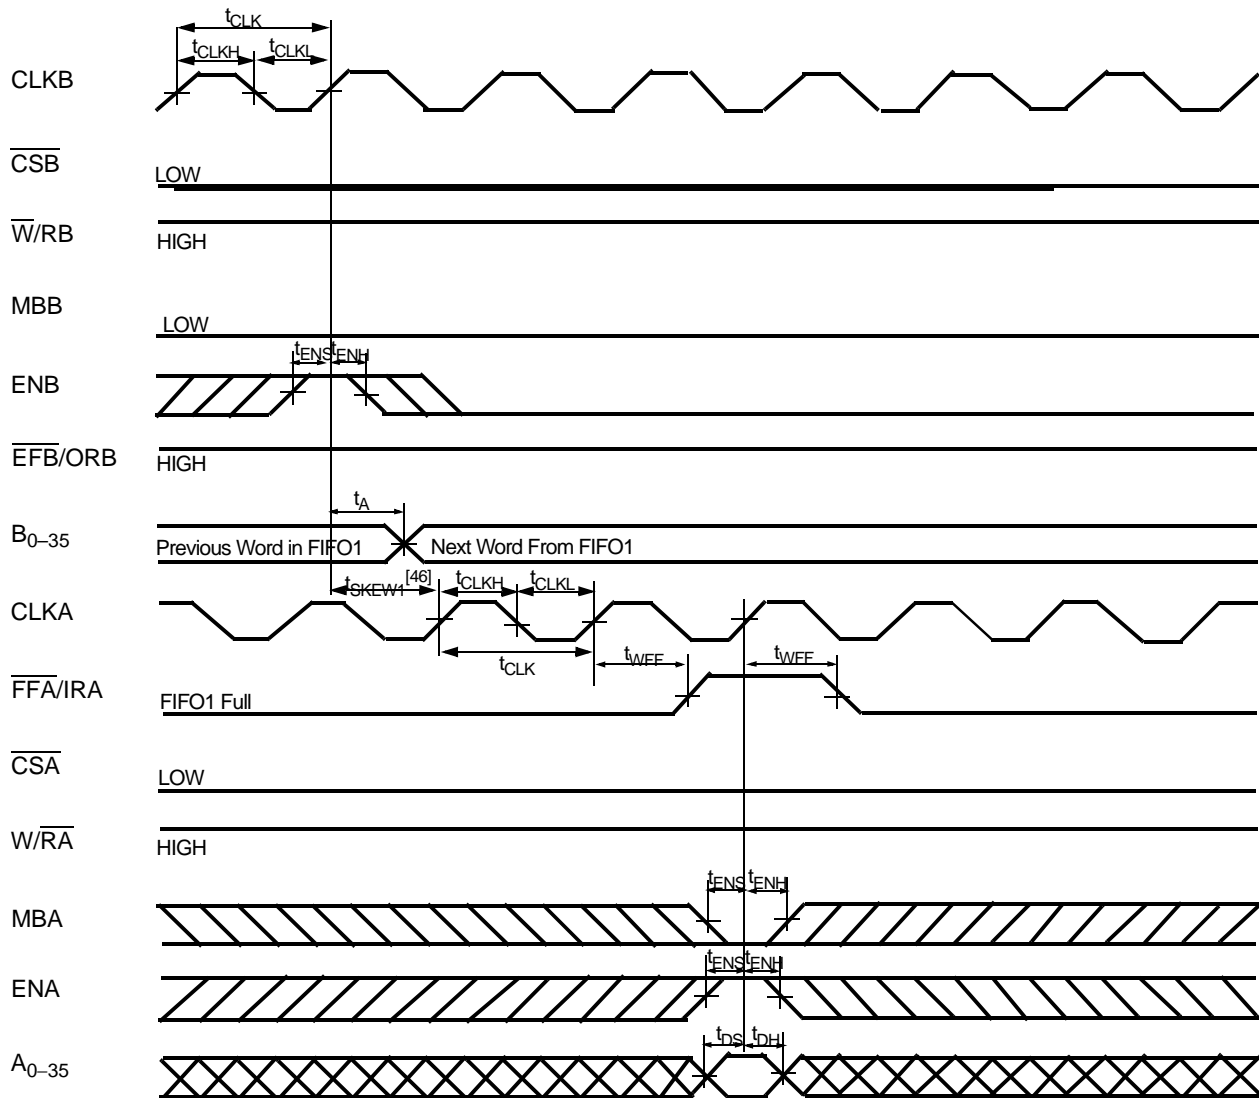 tCLK
tCLKH tCLKL
CLKB
CSB
LOW
W/RB
HIGH
MBB
LOW
tENS tENH
ENB
EFB/ORB
HIGH
tA
B0–35
Previous Word in FIFO1 Next Word From FIFO1
tSKEW1[46] tCLKH tCLKL
CLKA
tCLK tWFF tWFF
FFA/IRA
FIFO1 Full
CSA
LOW
W/RA
HIGH
tENS tENH
MBA
tENS tENH
ENA
tDS tDH
A0–35